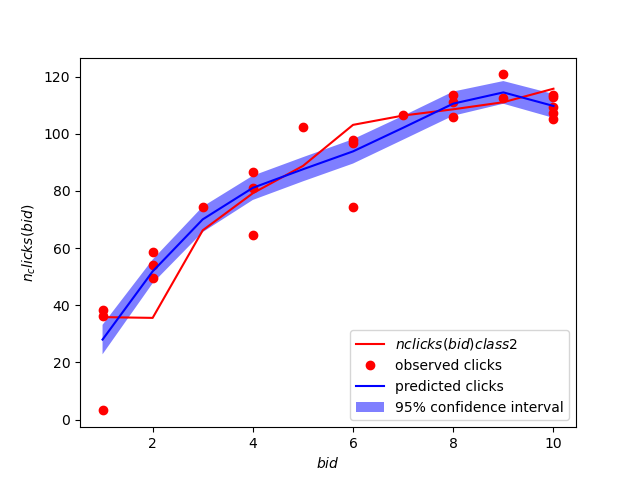 120
100
80
60
40
20
0
n_clicks(bid)
2
4
6
8
10
bid
nclicks(bid)class2
observed clicks
predicted clicks
95% confidence interval